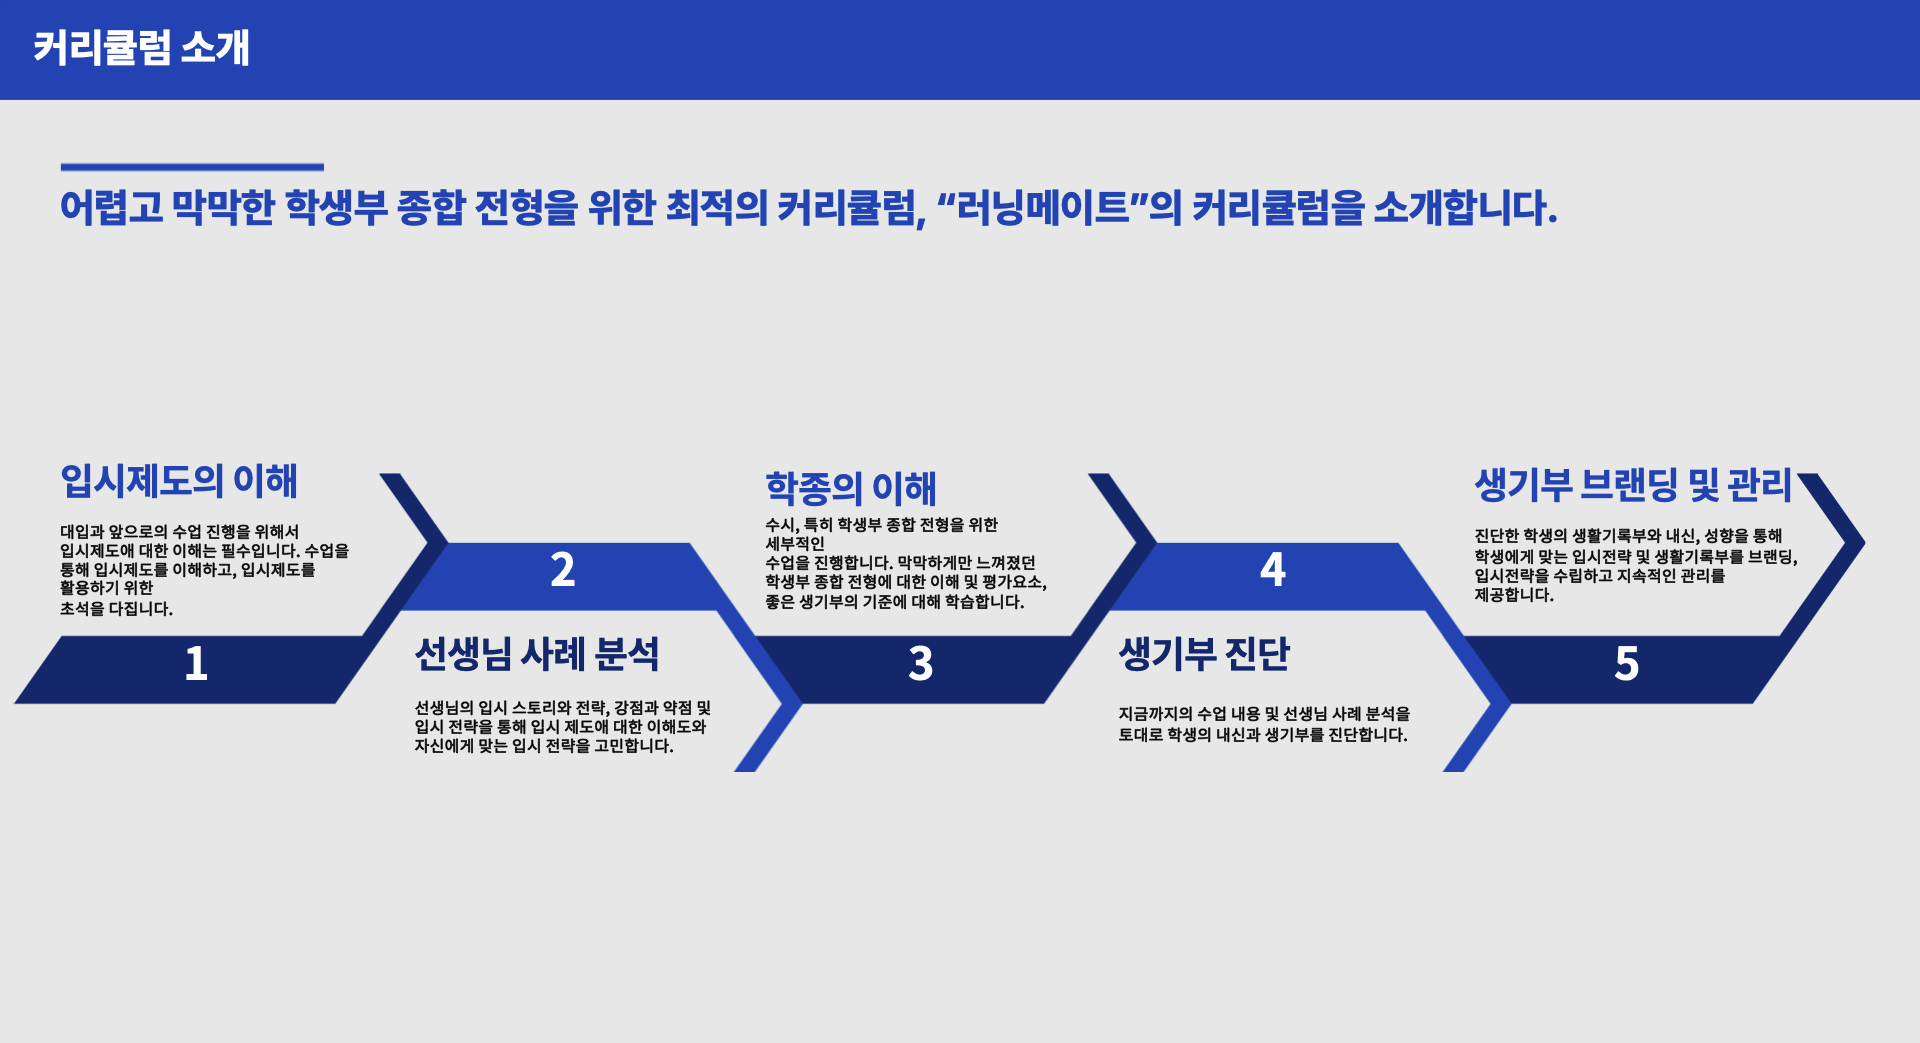 커리큘럼 소개
어렵고 막막한 학생부 종합 전형을 위한 최적의 커리큘럼, “러닝메이트”의 커리큘럼을 소개합니다.
입시제도의 이해
대입과 앞으로의 수업 진행을 위해서
입시제도에 대한 이해는 필수입니다. 수업을
통해 입시제도를 이해하고, 입시제도를
활용하기 위한
초석을 다집니다.
1
2
선생님 사례 분석
선생님의 입시 스토리와 전략, 강점과 약점 및
입시 전략을 통해 입시 제도에 대한 이해도와
자신에게 맞는 입시 전략을 고민합니다.
학종의 이해
수시, 특히 학생부 종합 전형을 위한
세부적인
수업을 진행합니다. 막막하게만 느껴졌던
학생부 종합 전형에 대한 이해 및 평가요소,
좋은 생기부의 기준에 대해 학습합니다.
3
4
생기부 진단
지금까지의 수업 내용 및 선생님 사례 분석을
토대로 학생의 내신과 생기부를 진단합니다.
생기부 브랜딩 및 관리
진단한 학생의 생활기록부와 내신, 성향을 통해
학생에게 맞는 입시전략 및 생활기록부를 브랜딩,
입시전략을 수립하고 지속적인 관리를
제공합니다.
5